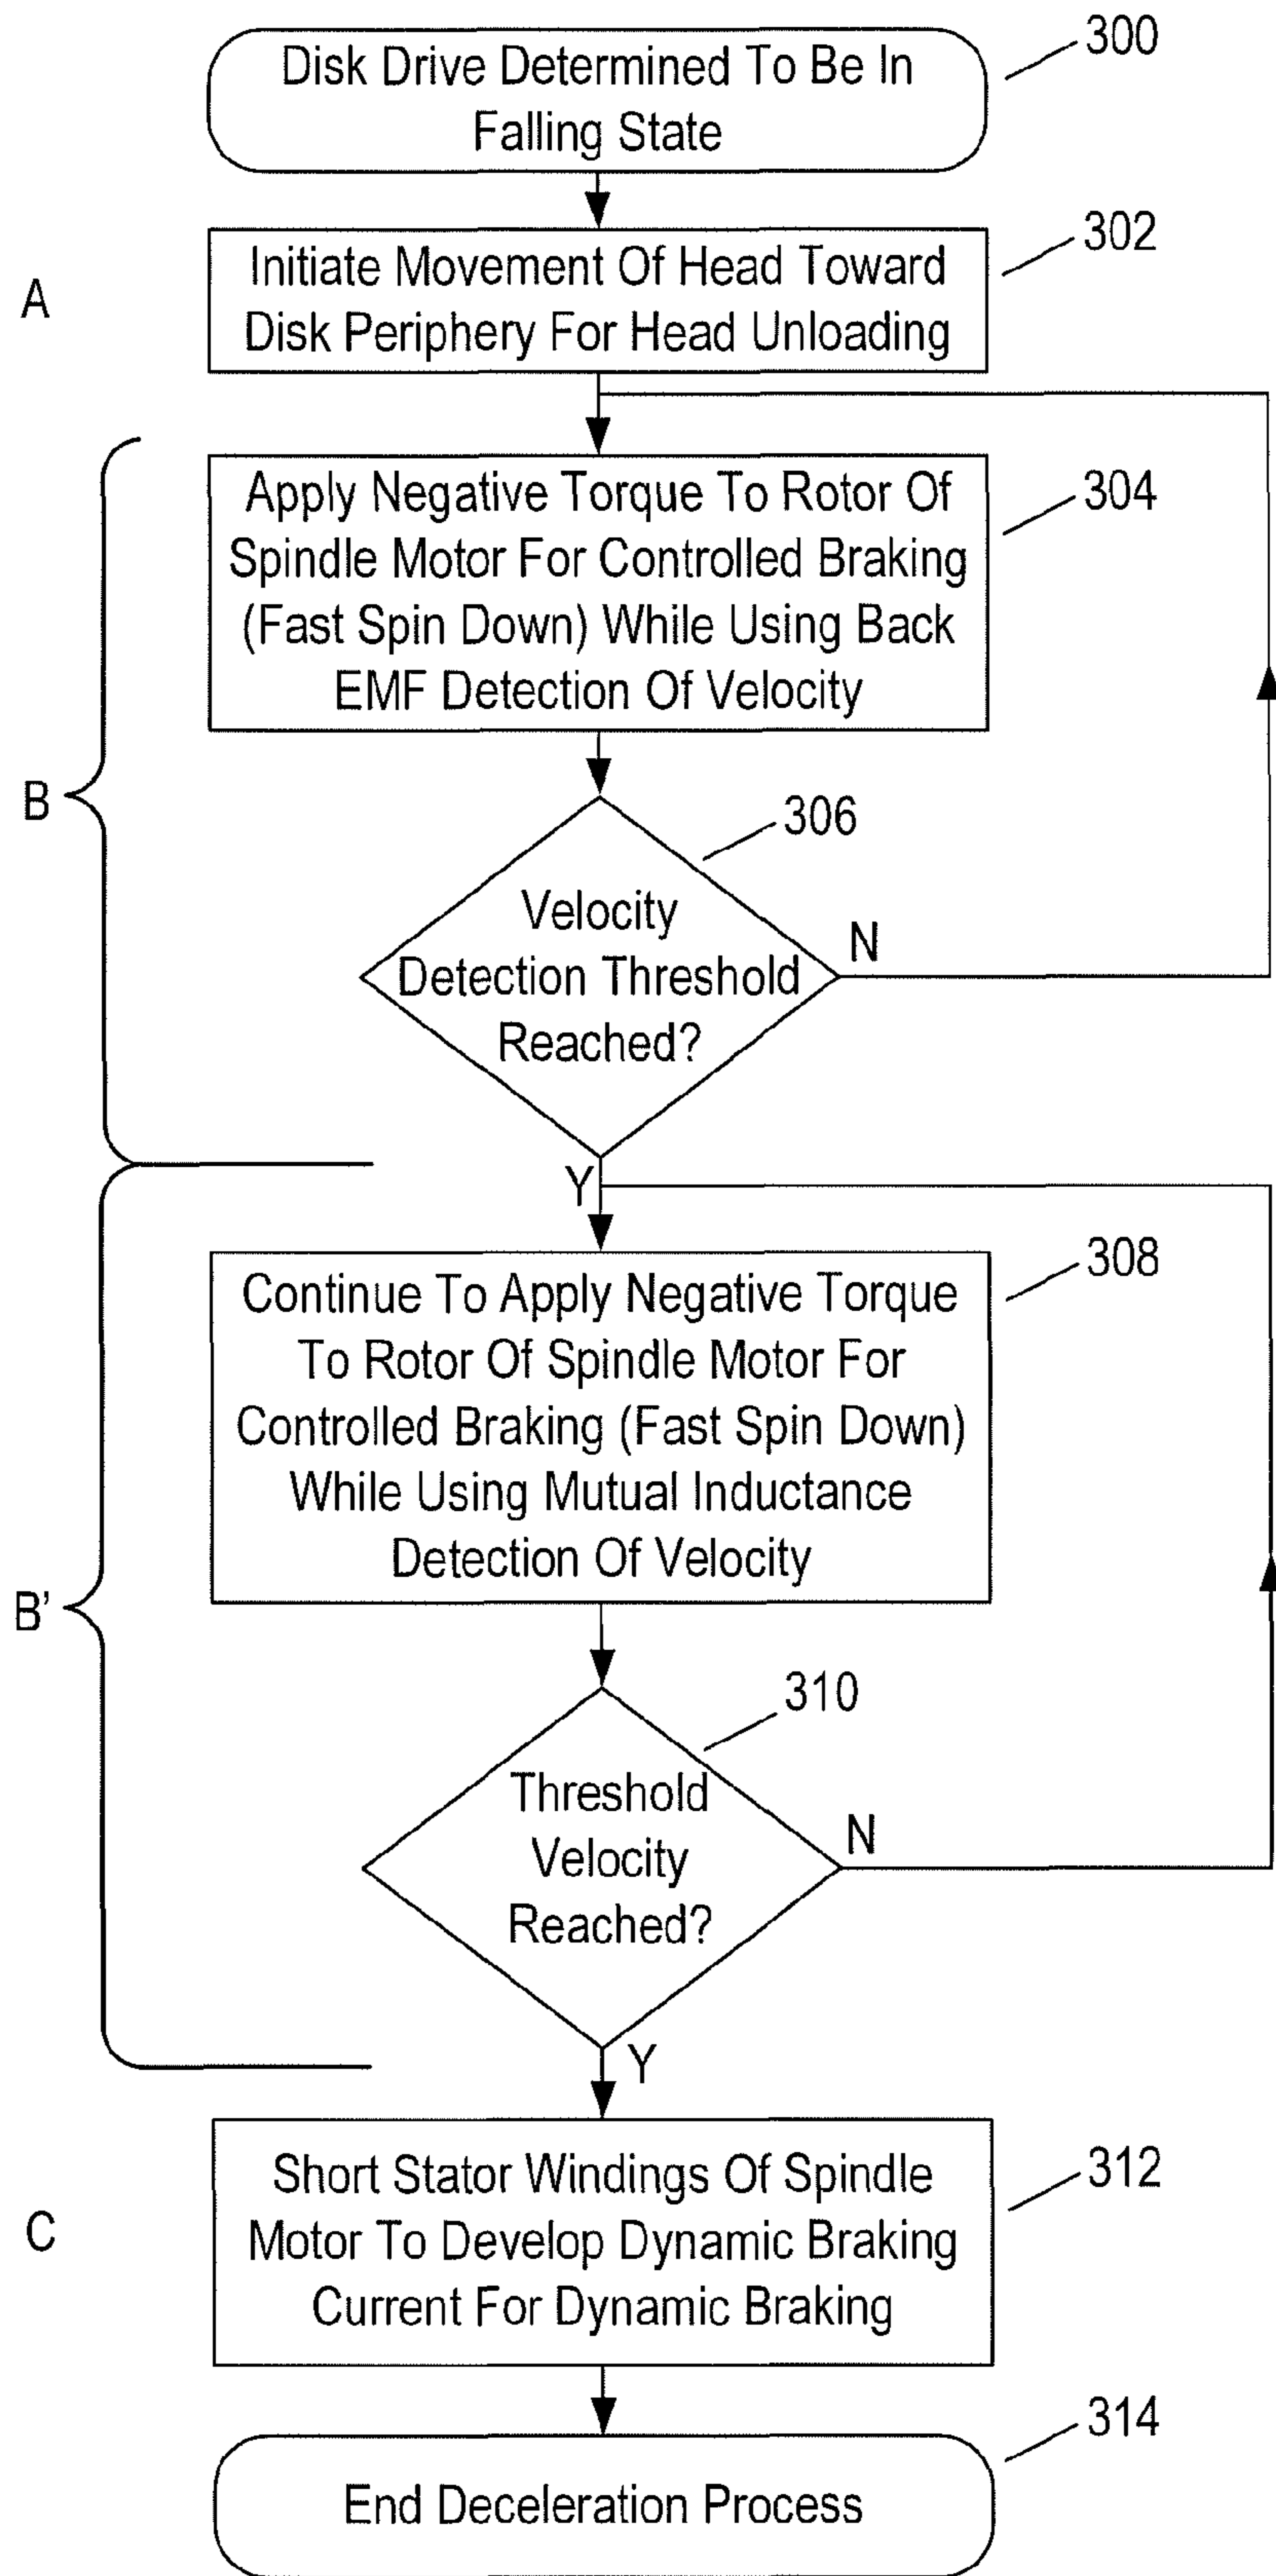 Disk Drive Determined To Be In
Falling State
300
A
Initiate Movement Of Head Toward
Disk Periphery For Head Unloading
302
B
Apply Negative Torque To Rotor Of
Spindle Motor For Controlled Braking
(Fast Spin Down) While Using Back
EMF Detection Of Velocity
304
306
Velocity
Detection Threshold
Reached?
N
Y
B'
Continue To Apply Negative Torque
To Rotor Of Spindle Motor For
Controlled Braking (Fast Spin Down)
While Using Mutual Inductance
Detection Of Velocity
308
310
Threshold
Velocity
Reached?
N
Y
C
Short Stator Windings Of Spindle
Motor To Develop Dynamic Braking
Current For Dynamic Braking
312
End Deceleration Process
314